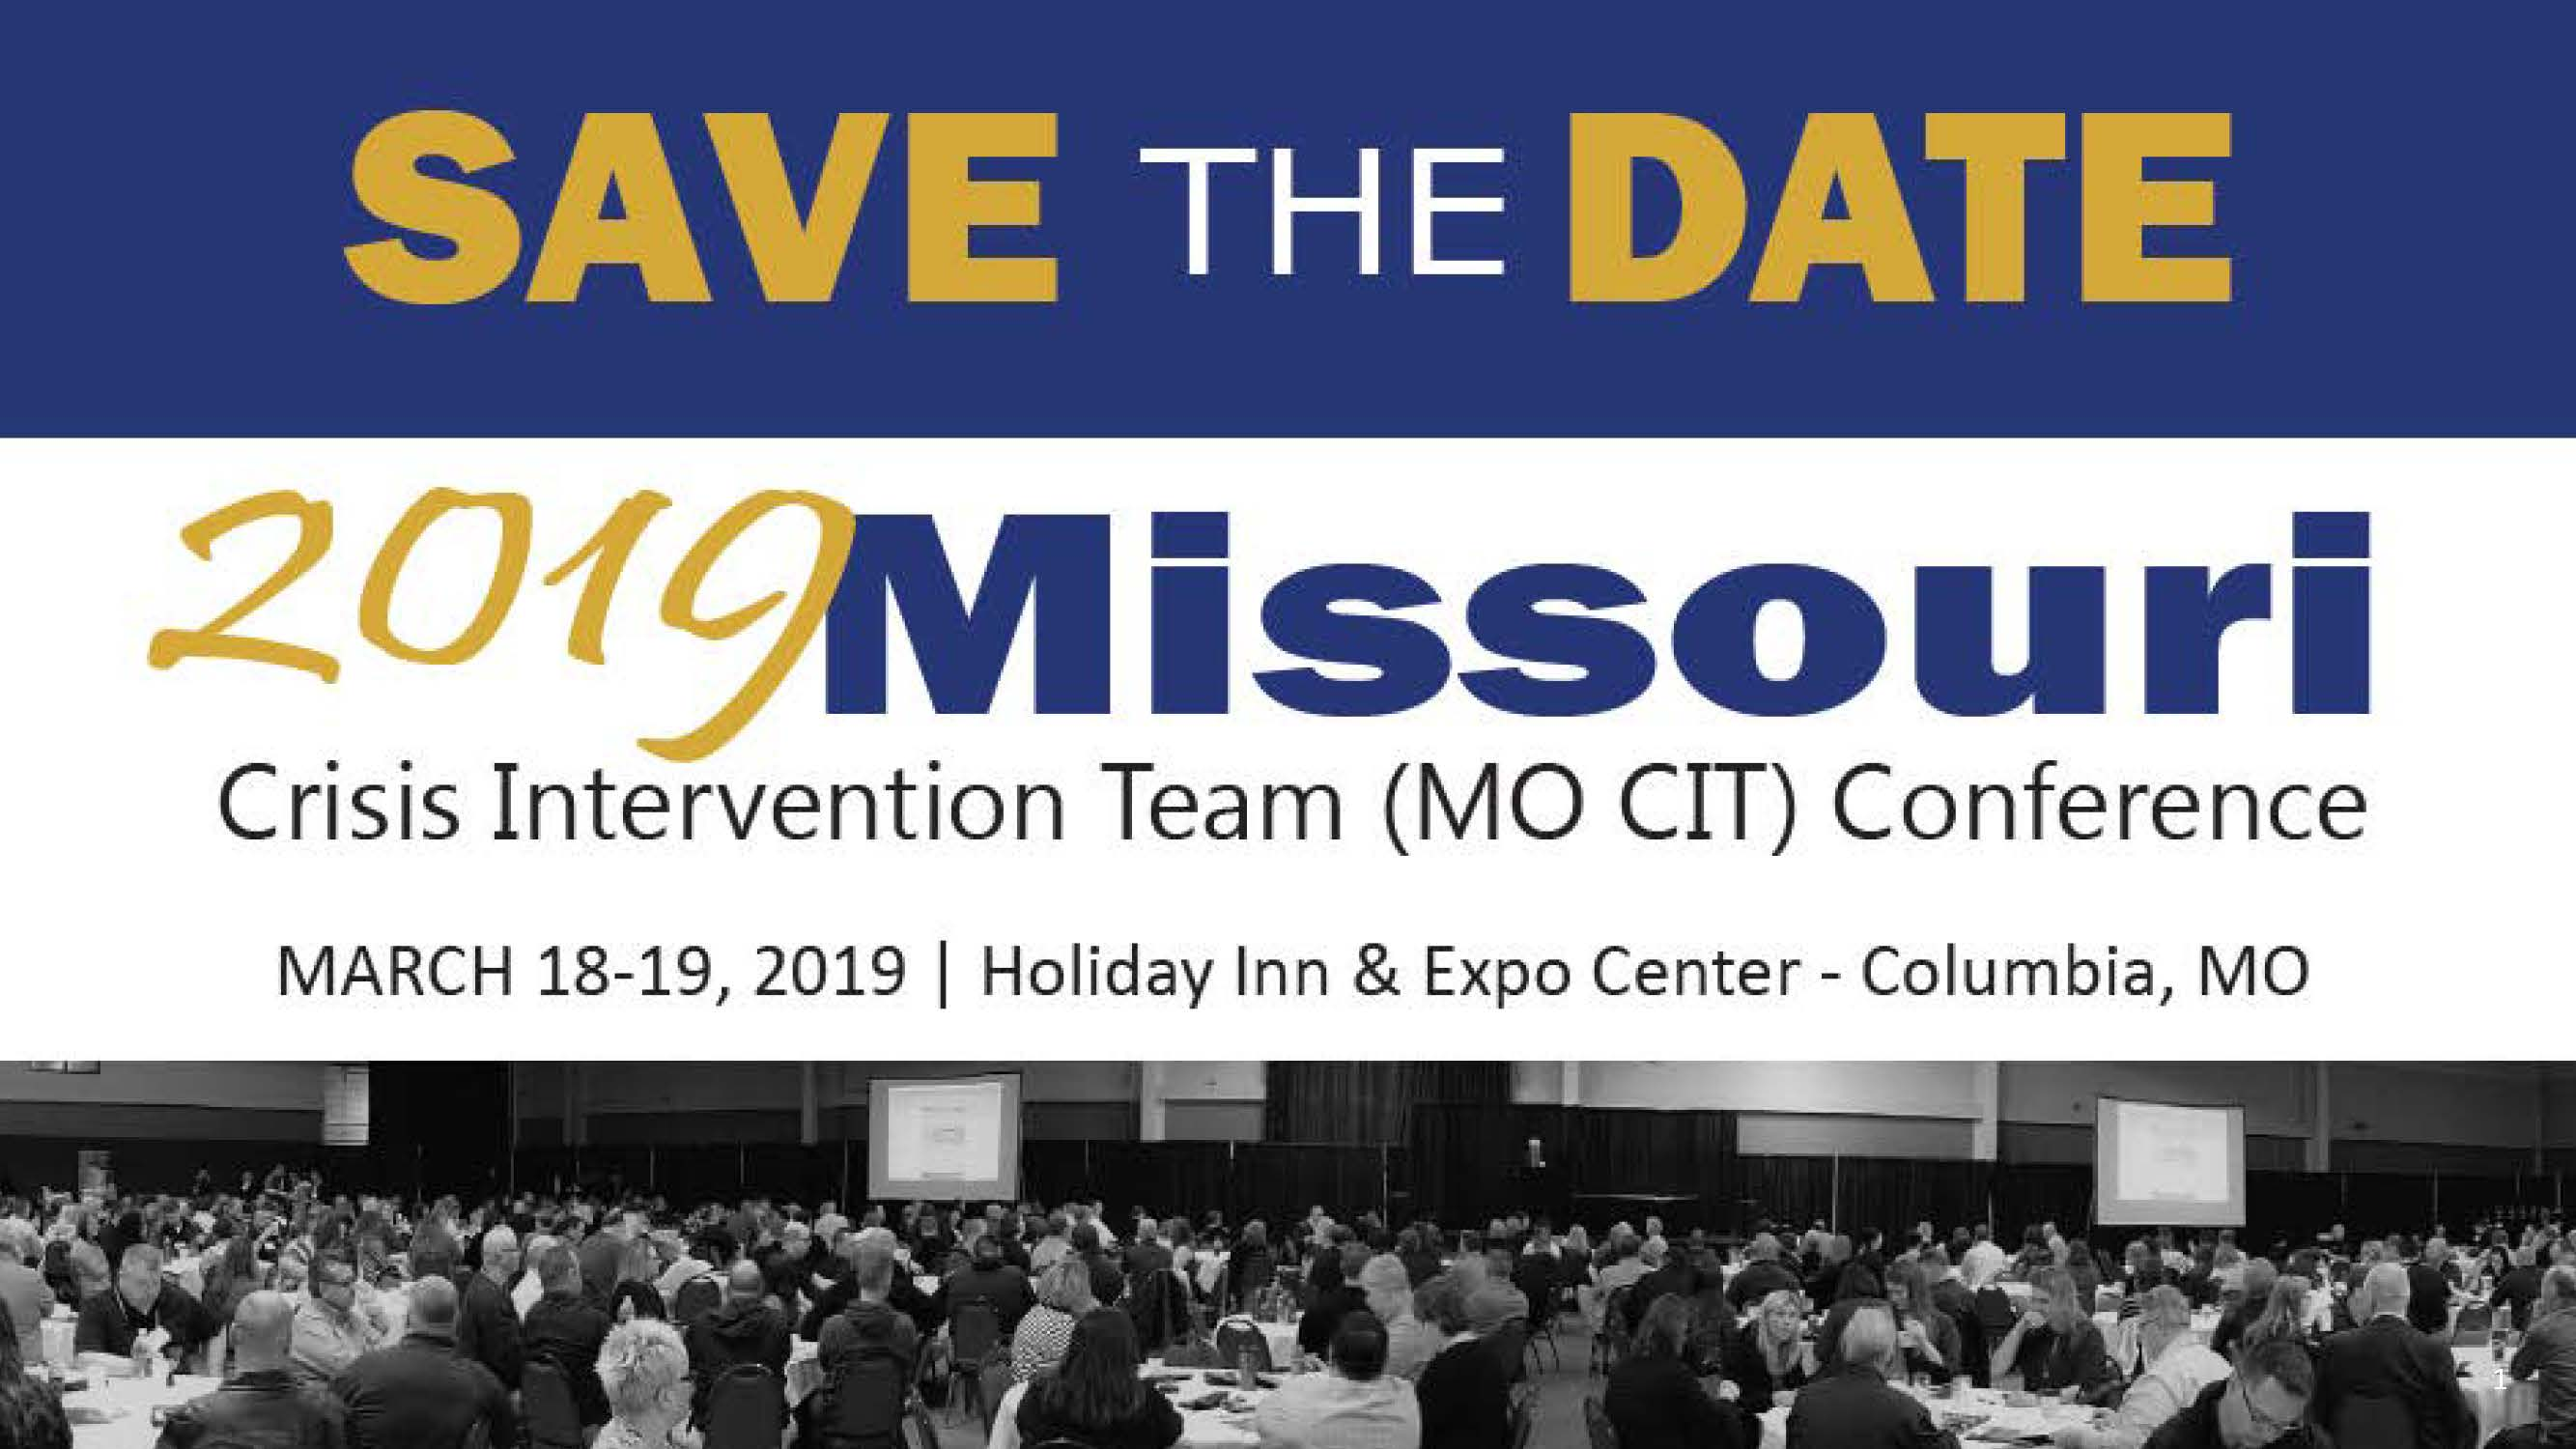 SAVE THE DATE
2019 Missouri
Crisis Intervention Team (MO CIT) Conference
MARCH 18-19, 2019 | Holiday Inn & Expo Center - Columbia, MO
1